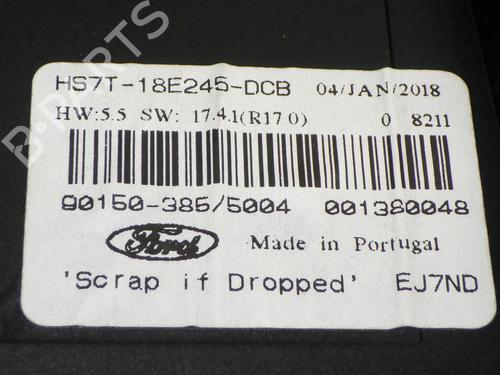 B-PARTS
HS7T-18E245-DCB 04/JAN/2018
HW:5.5 SW: 17.4.1(R17 0) 0 8211
90150-385/5004 001380048
Ford Made in Portugal
'Scrap if Dropped' EJ7ND